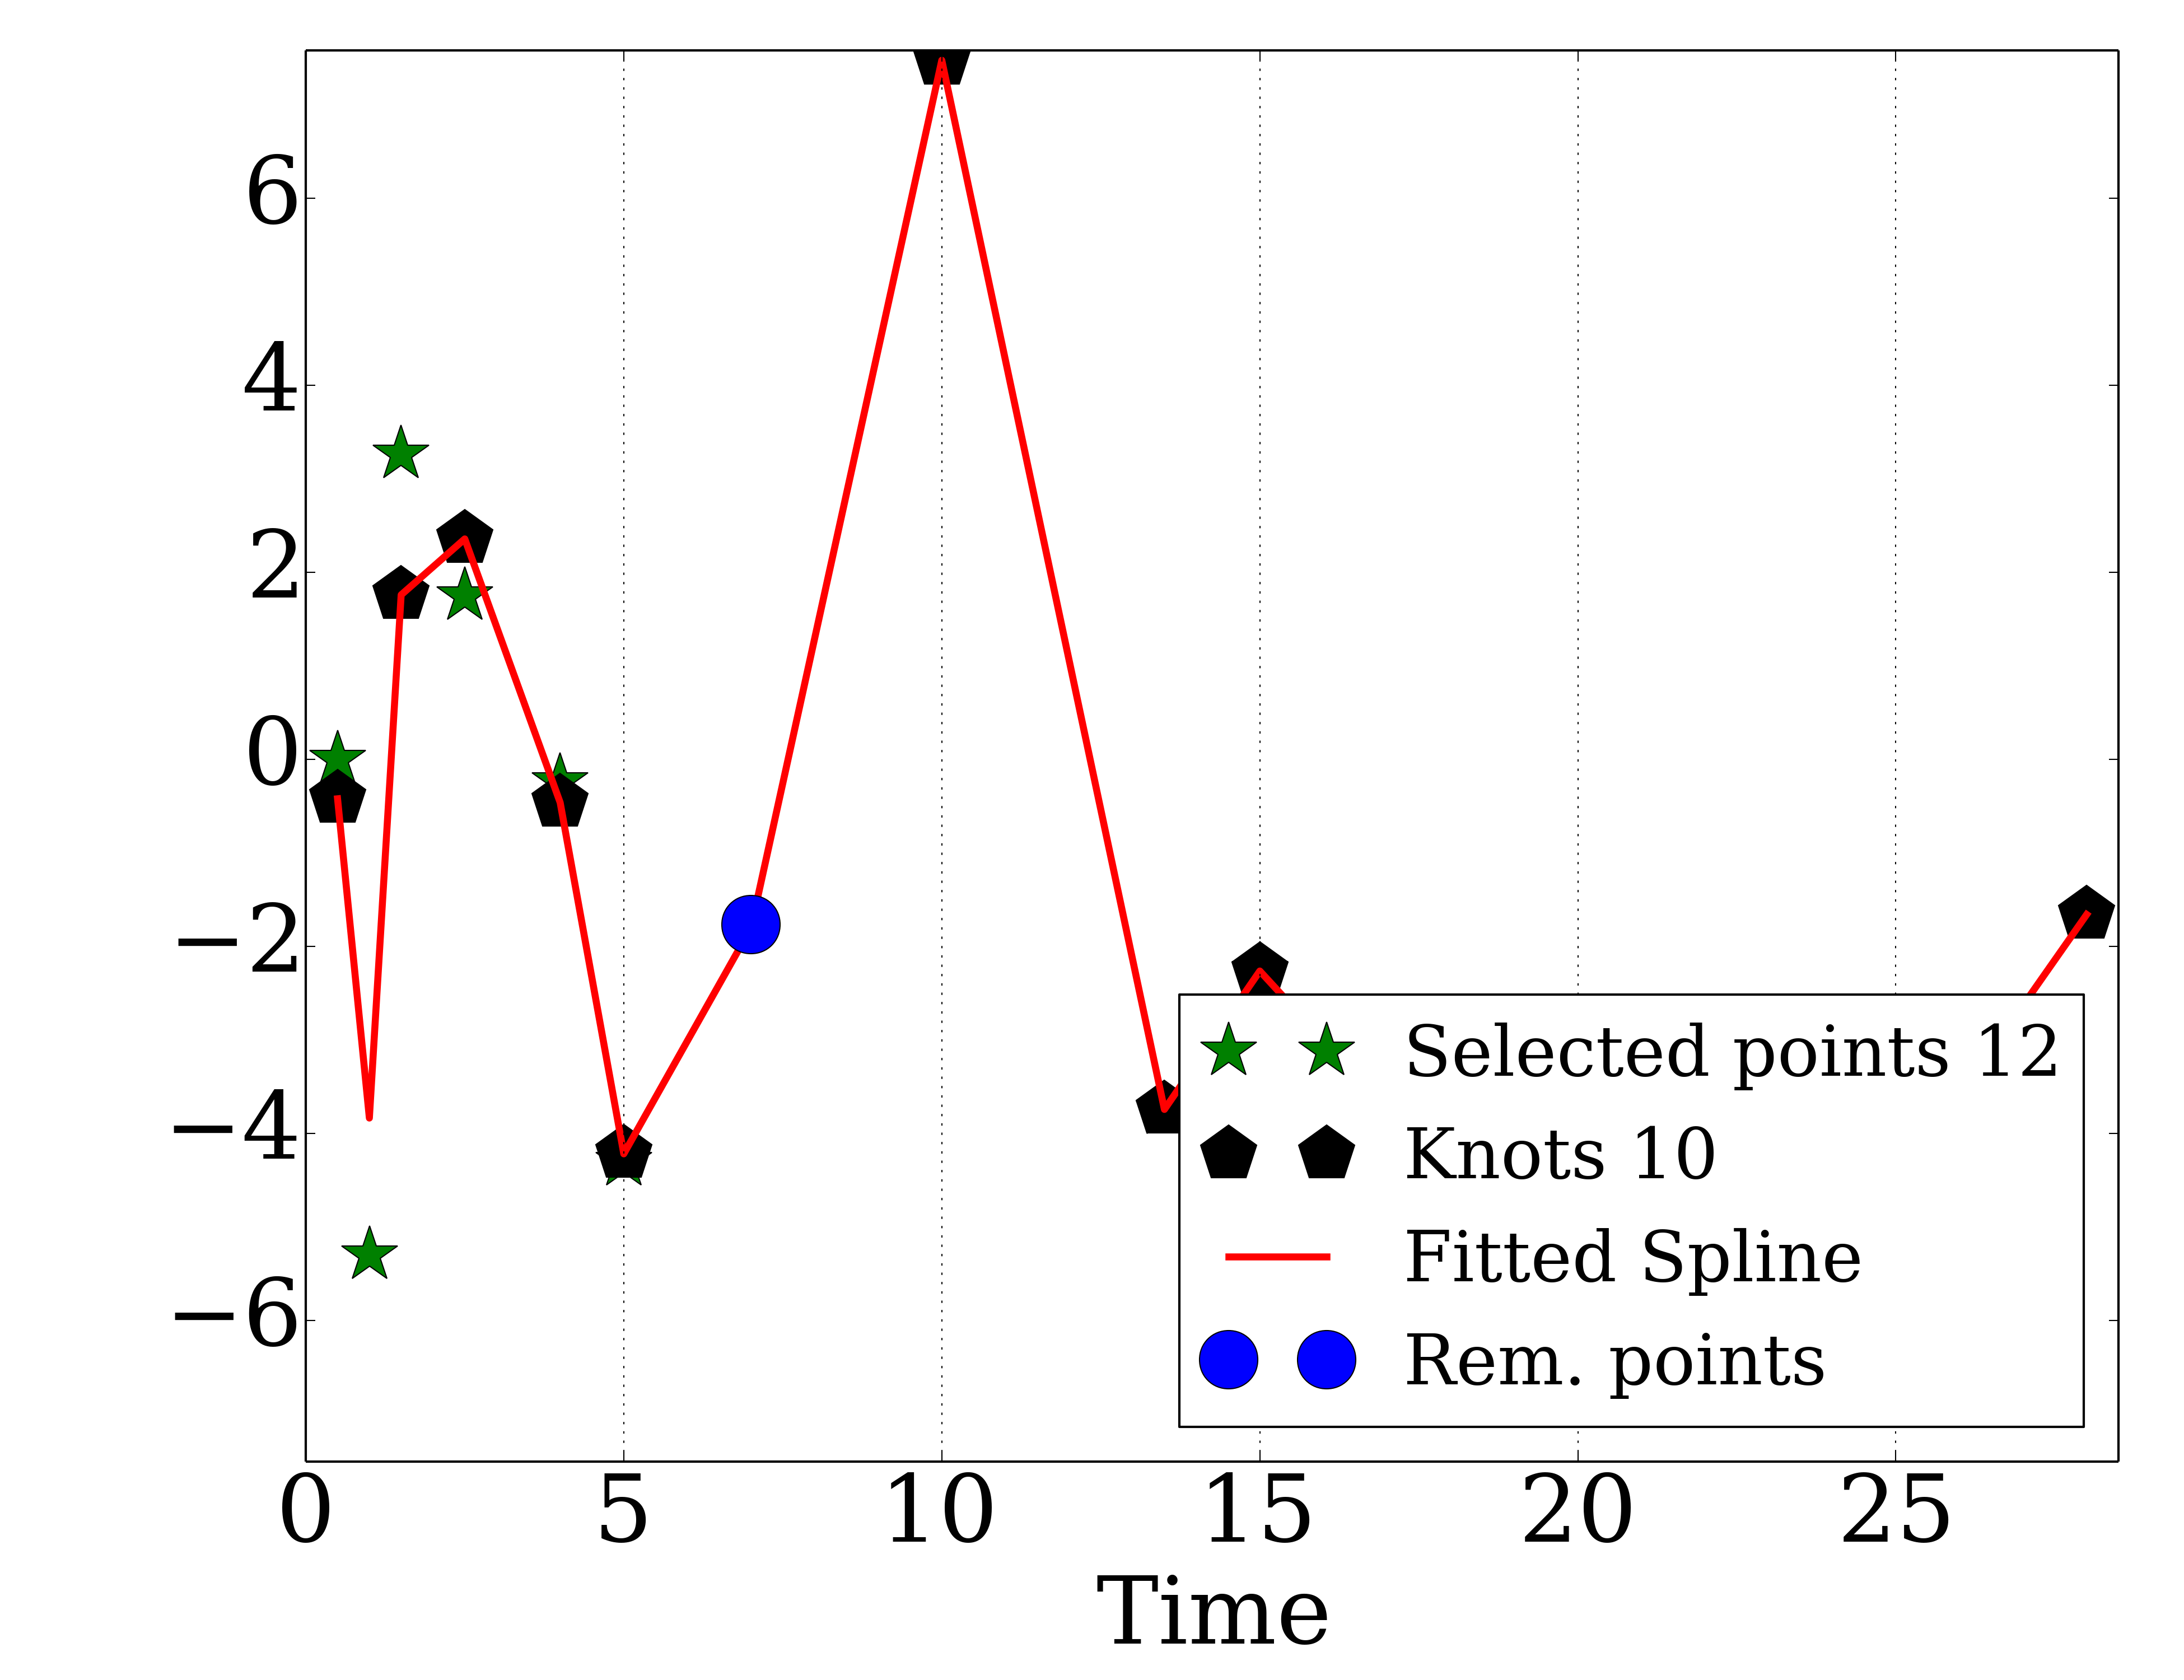 6
4
2
0
−2
−4
−6
Selected points 12
Knots 10
Fitted Spline
Rem. points
0 5 10 15 20 25
Time